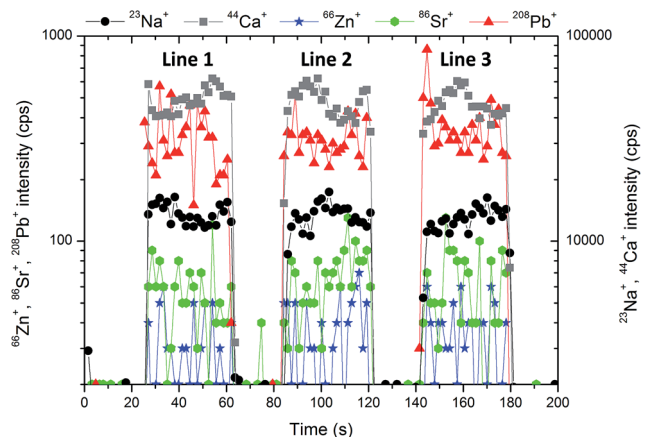 ²³Na⁺ ⁴⁴Ca⁺ ⁶⁶Zn⁺ ⁸⁶Sr⁺ ²⁰⁸Pb⁺
1000 100000
Line 1 Line 2 Line 3
⁶⁶Zn⁺, ⁸⁶Sr⁺, ²⁰⁸Pb⁺ intensity (cps)
²³Na⁺, ⁴⁴Ca⁺ intensity (cps)
100 10000
0 20 40 60 80 100 120 140 160 180 200
Time (s)